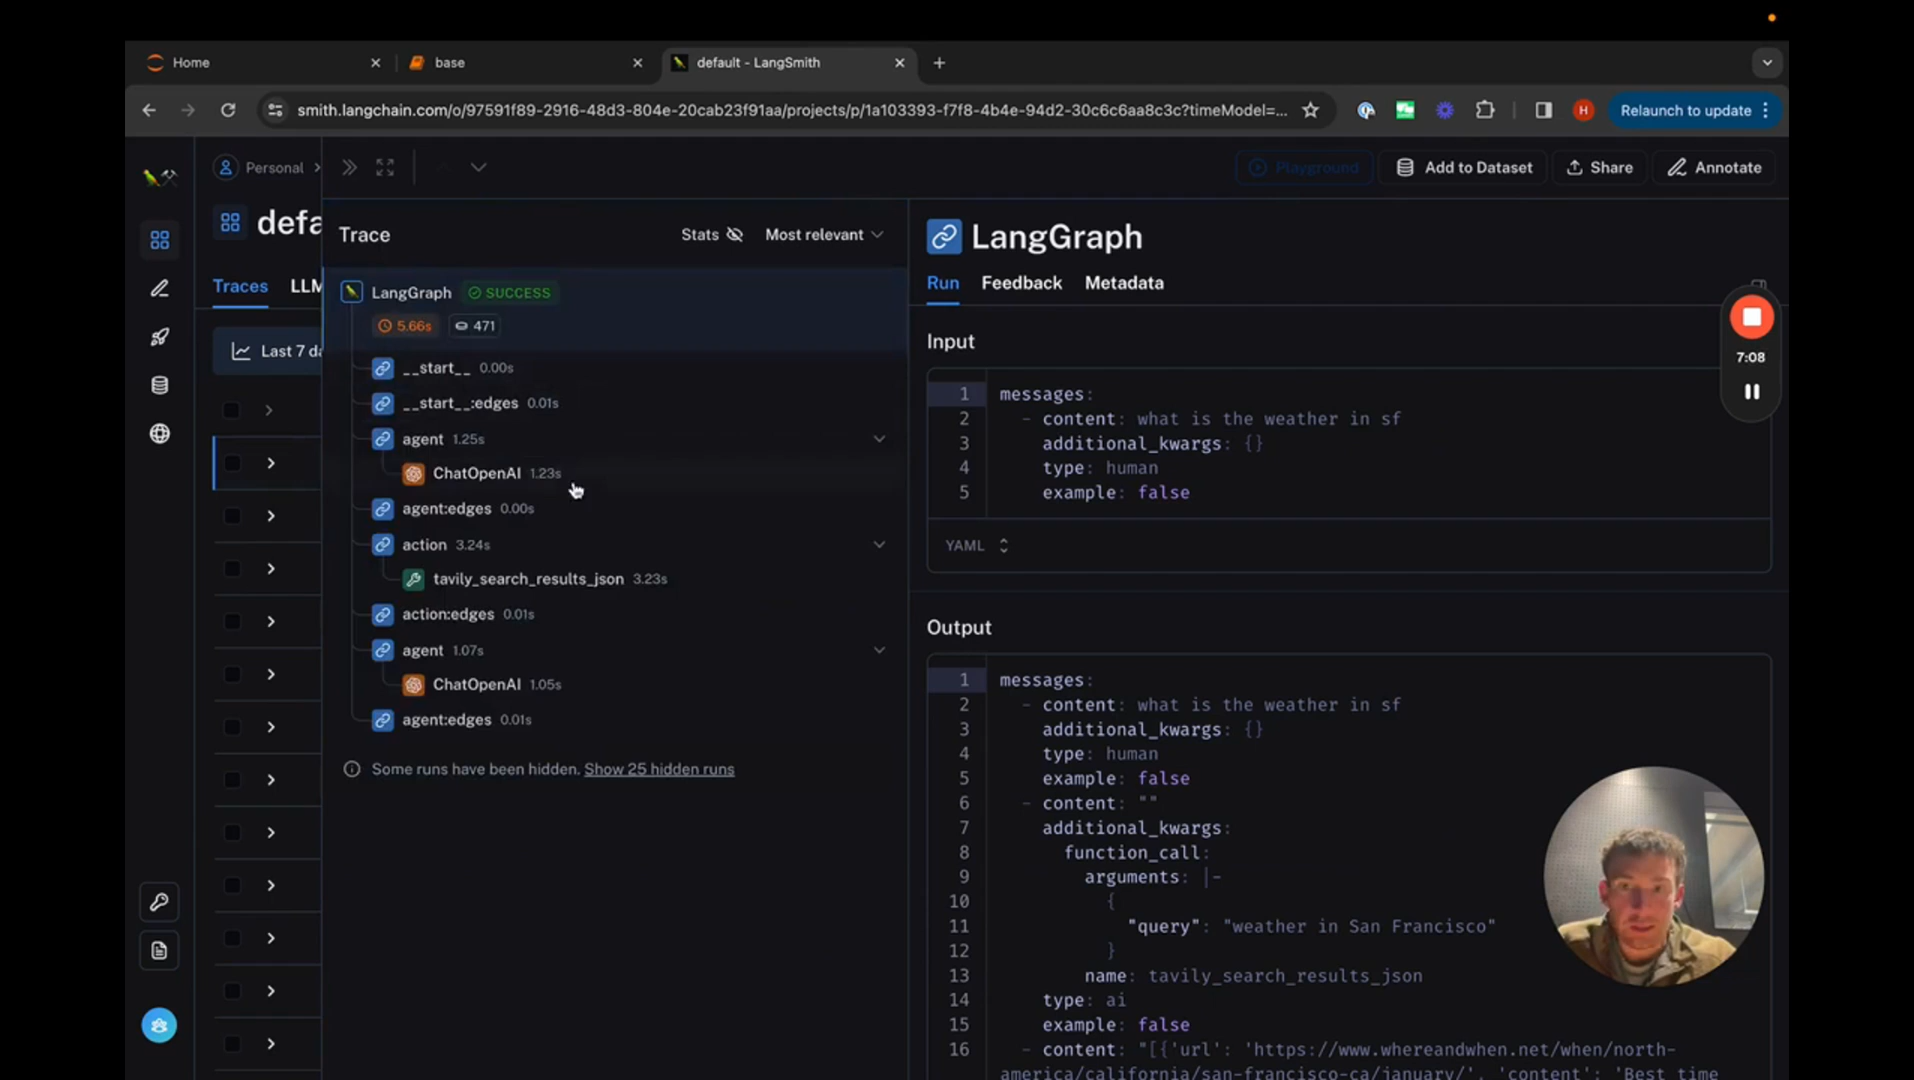 Home
base
default - LangSmith
smith.langchain.com/o/97591f89-2916-48d3-804e-20cab23f91aa/projects/p/1a103393-f7f8-4b4e-94d2-30c6c6aa8c3c?timeModel=...
H
Relaunch to update
Personal
Playground
Add to Dataset
Share
Annotate
defa
Traces
LLM
Last 7 da
Trace
Stats
Most relevant
LangGraph SUCCESS
5.66s 471
__start__ 0.00s
__start__:edges 0.01s
agent 1.25s
ChatOpenAI 1.23s
agent:edges 0.00s
action 3.24s
tavily_search_results_json 3.23s
action:edges 0.01s
agent 1.07s
ChatOpenAI 1.05s
agent:edges 0.01s
Some runs have been hidden. Show 25 hidden runs
LangGraph
Run Feedback Metadata
7:08
Input
1 messages:
2 - content: what is the weather in sf
3 additional_kwargs: {}
4 type: human
5 example: false
YAML
Output
1 messages:
2 - content: what is the weather in sf
3 additional_kwargs: {}
4 type: human
5 example: false
6 - content: ""
7 additional_kwargs:
8 function_call:
9 arguments: |-
10 {
11 "query": "weather in San Francisco"
12 }
13 name: tavily_search_results_json
14 type: ai
15 example: false
16 - content: "[{'url': 'https://www.whereandwhen.net/when/north-
america/california/san-francisco-ca/january/', 'content': 'Best time